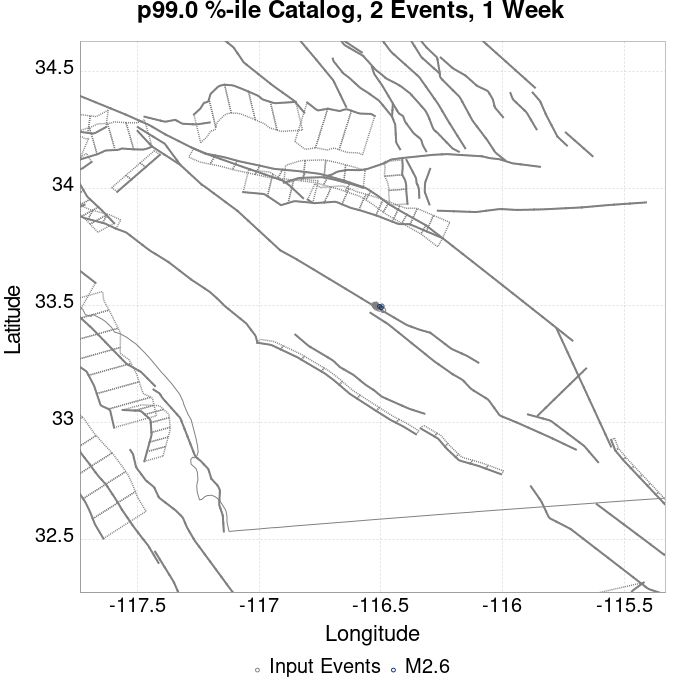 p99.0 %-ile Catalog, 2 Events, 1 Week
34.5
34
33.5
33
32.5
Latitude
-117.5 -117 -116.5 -116 -115.5
Longitude
Input Events M2.6